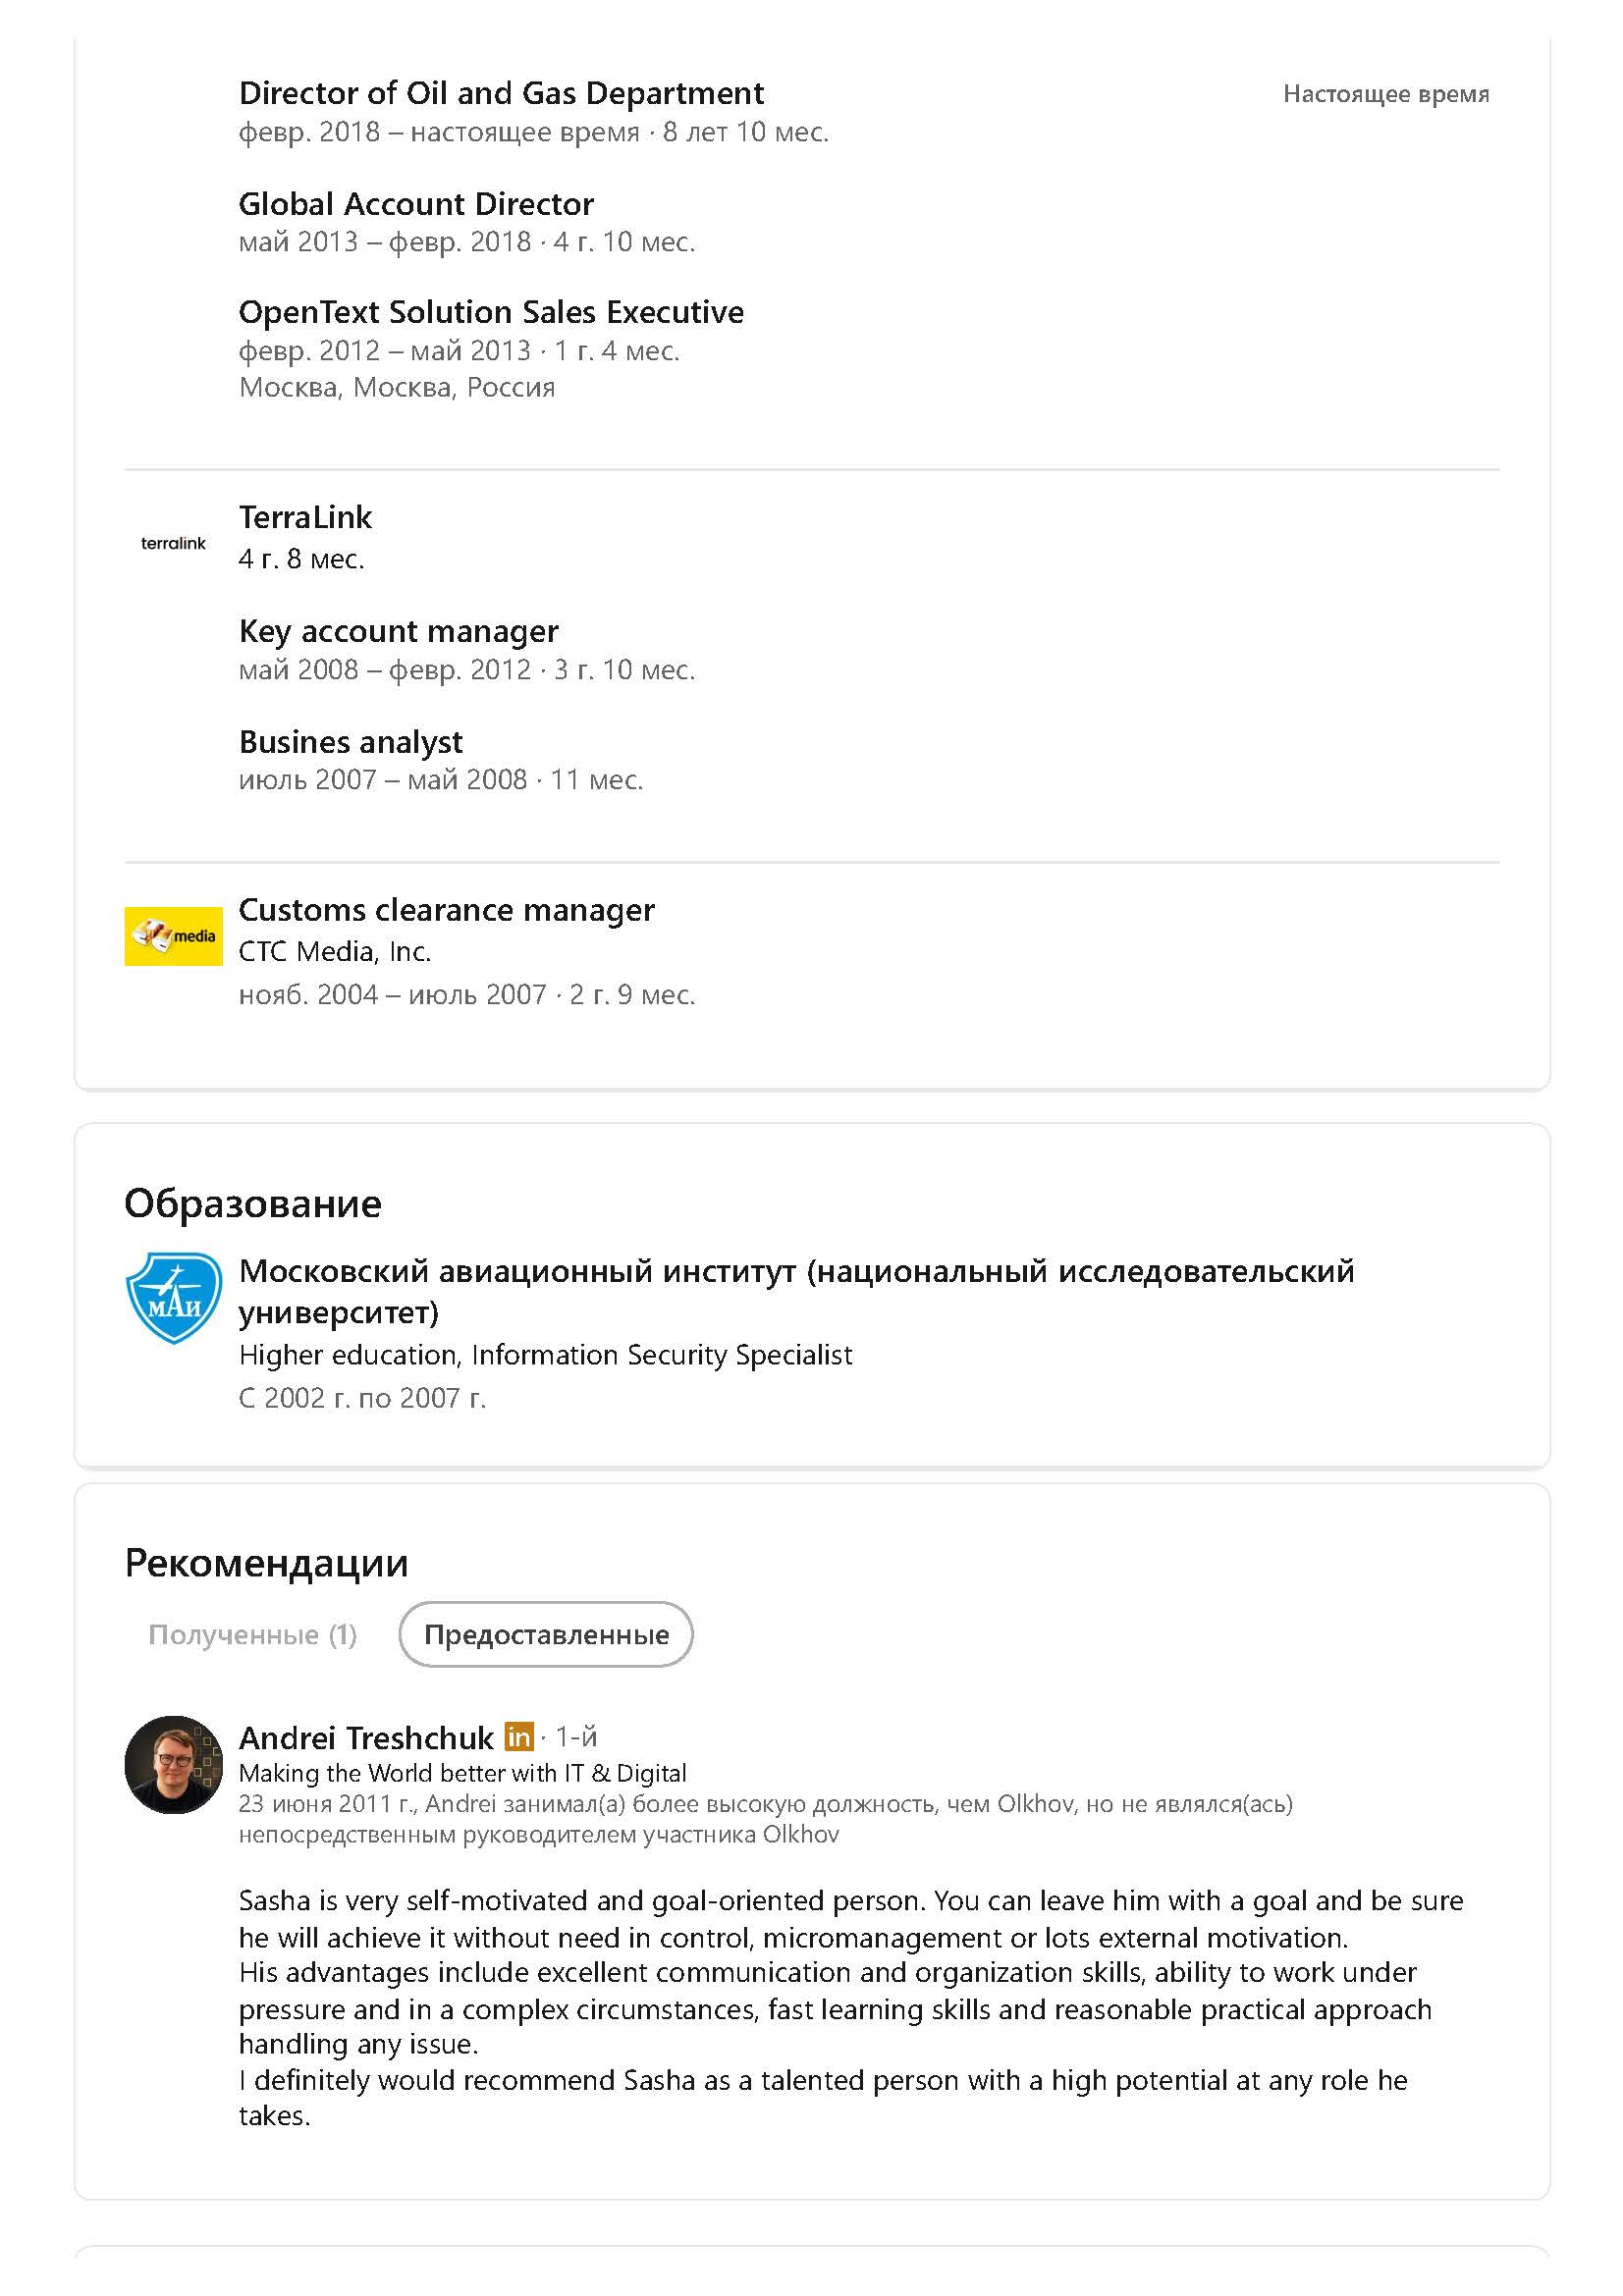 Director of Oil and Gas Department
Настоящее время
февр. 2018 – настоящее время · 8 лет 10 мес.
Global Account Director
май 2013 – февр. 2018 · 4 г. 10 мес.
OpenText Solution Sales Executive
февр. 2012 – май 2013 · 1 г. 4 мес.
Москва, Москва, Россия
terralink
TerraLink
4 г. 8 мес.
Key account manager
май 2008 – февр. 2012 · 3 г. 10 мес.
Busines analyst
июль 2007 – май 2008 · 11 мес.
media
Customs clearance manager
CTC Media, Inc.
нояб. 2004 – июль 2007 · 2 г. 9 мес.
Образование
МАИ
Московский авиационный институт (национальный исследовательский
университет)
Higher education, Information Security Specialist
С 2002 г. по 2007 г.
Рекомендации
Полученные (1)
Предоставленные
Andrei Treshchuk in · 1-й
Making the World better with IT & Digital
23 июня 2011 г., Andrei занимал(а) более высокую должность, чем Olkhov, но не являлся(ась)
непосредственным руководителем участника Olkhov
Sasha is very self-motivated and goal-oriented person. You can leave him with a goal and be sure
he will achieve it without need in control, micromanagement or lots external motivation.
His advantages include excellent communication and organization skills, ability to work under
pressure and in a complex circumstances, fast learning skills and reasonable practical approach
handling any issue.
I definitely would recommend Sasha as a talented person with a high potential at any role he
takes.